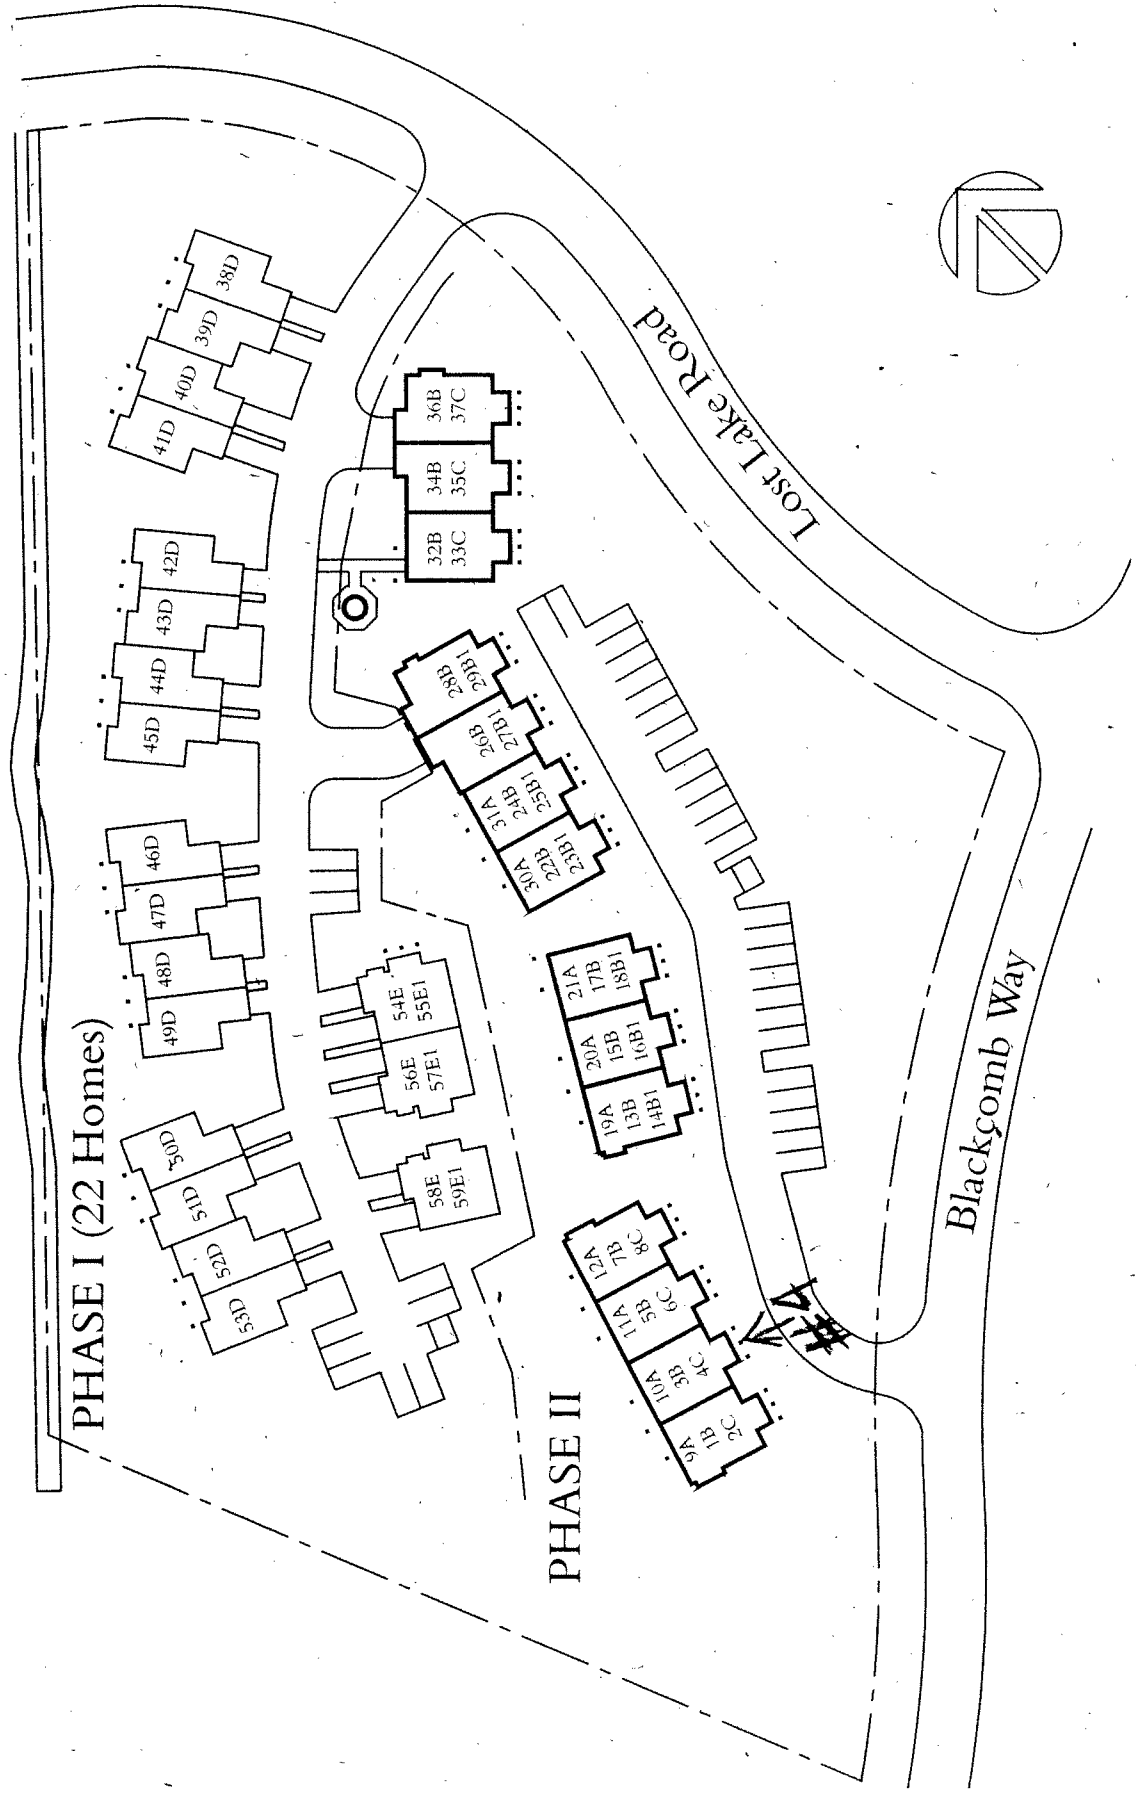 PHASE I (22 Homes)
53D
52D
51D
50D
49D
48D
47D
46D
45D
44D
43D
42D
41D
40D
39D
38D
58E
59E1
56E
57E1
54E
55E1
PHASE II
9A
1B
2C
10A
3B
4C
11A
5B
6C
12A
7B
8C
19A
13B
14B1
20A
15B
16B1
21A
17B
18B1
30A
22B
23B1
31A
24B
25B1
26B
27B1
28B
29B1
32B
33C
34B
35C
36B
37C
#4
Blackcomb Way
Lost Lake Road